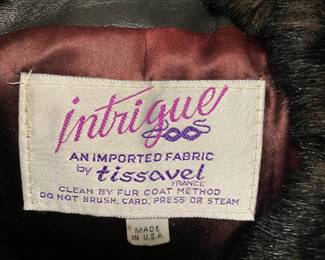 intrigue
AN IMPORTED FABRIC
by tissavel
FRANCE
CLEAN BY FUR COAT METHOD
DO NOT BRUSH, CARD, PRESS OR STEAM
MADE
IN U.S.A.